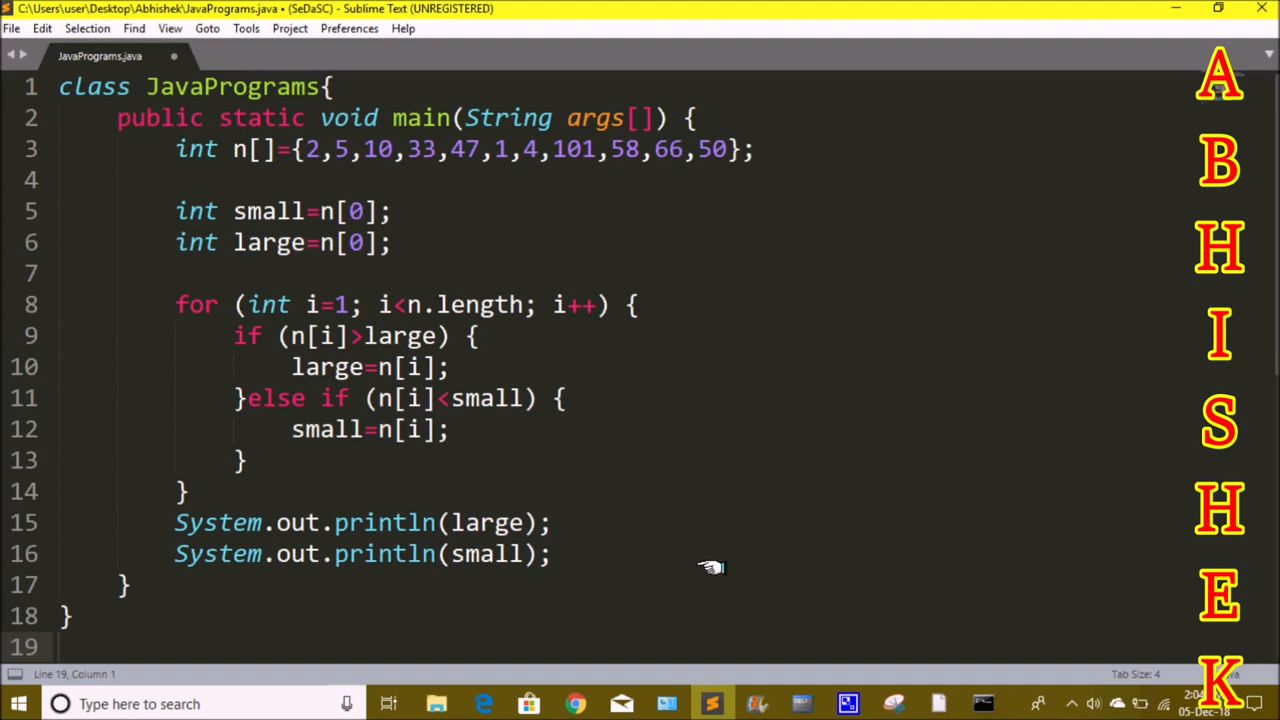 C:\Users\user\Desktop\Abhishek\JavaPrograms.java • (SeDaSC) - Sublime Text (UNREGISTERED)
File Edit Selection Find View Goto Tools Project Preferences Help
JavaPrograms.java
1 class JavaPrograms{
2 public static void main(String args[]) {
3 int n[]={2,5,10,33,47,1,4,101,58,66,50};
4
5 int small=n[0];
6 int large=n[0];
7
8 for (int i=1; i<n.length; i++) {
9 if (n[i]>large) {
10 large=n[i];
11 }else if (n[i]<small) {
12 small=n[i];
13 }
14 }
15 System.out.println(large);
16 System.out.println(small);
17 }
18 }
19
A
B
H
I
S
H
E
K
Line 19, Column 1
Tab Size: 4
Type here to search
05-Dec-18